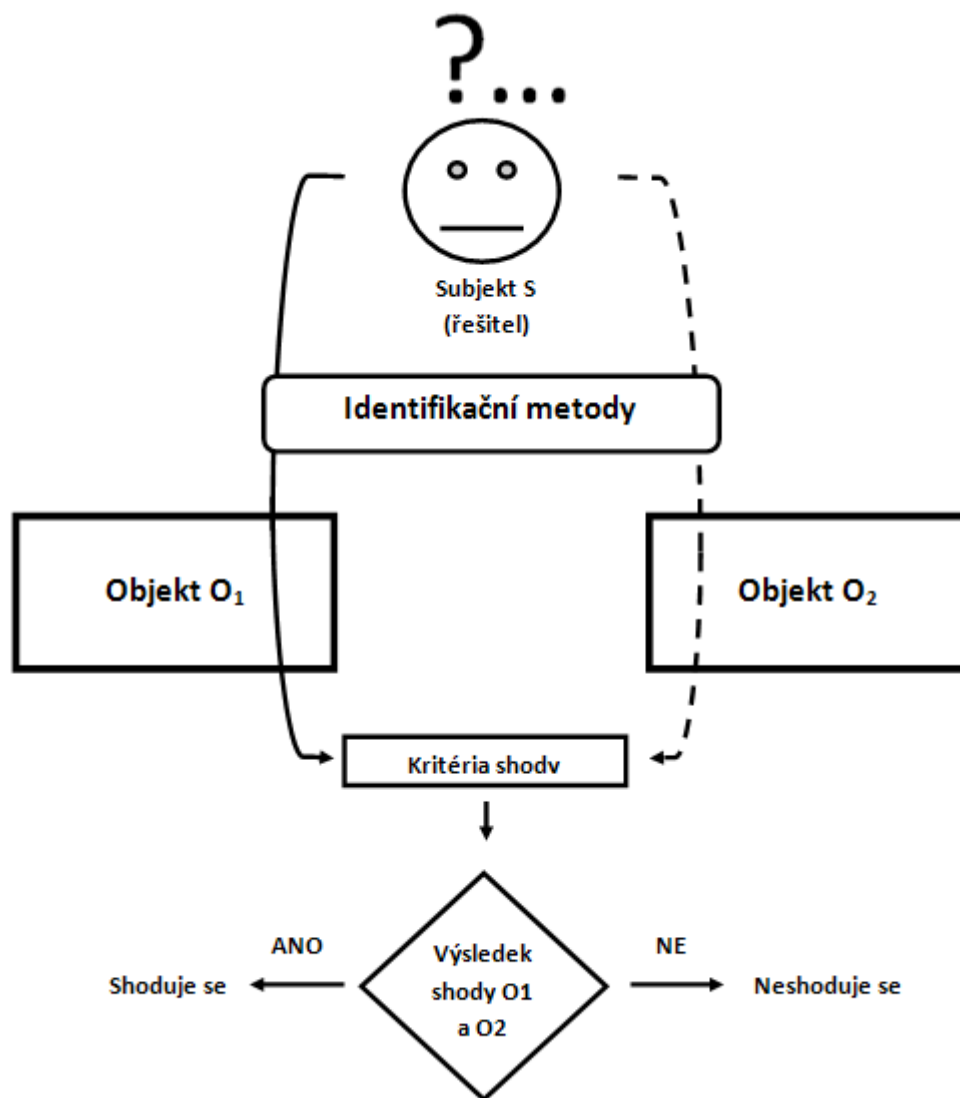 ?....
Subjekt S
(řešitel)
Identifikační metody
Objekt O₁
Objekt O₂
Kritéria shodv
ANO
Výsledek
NE
Shoduje se
shody O1
Neshoduje se
a O2